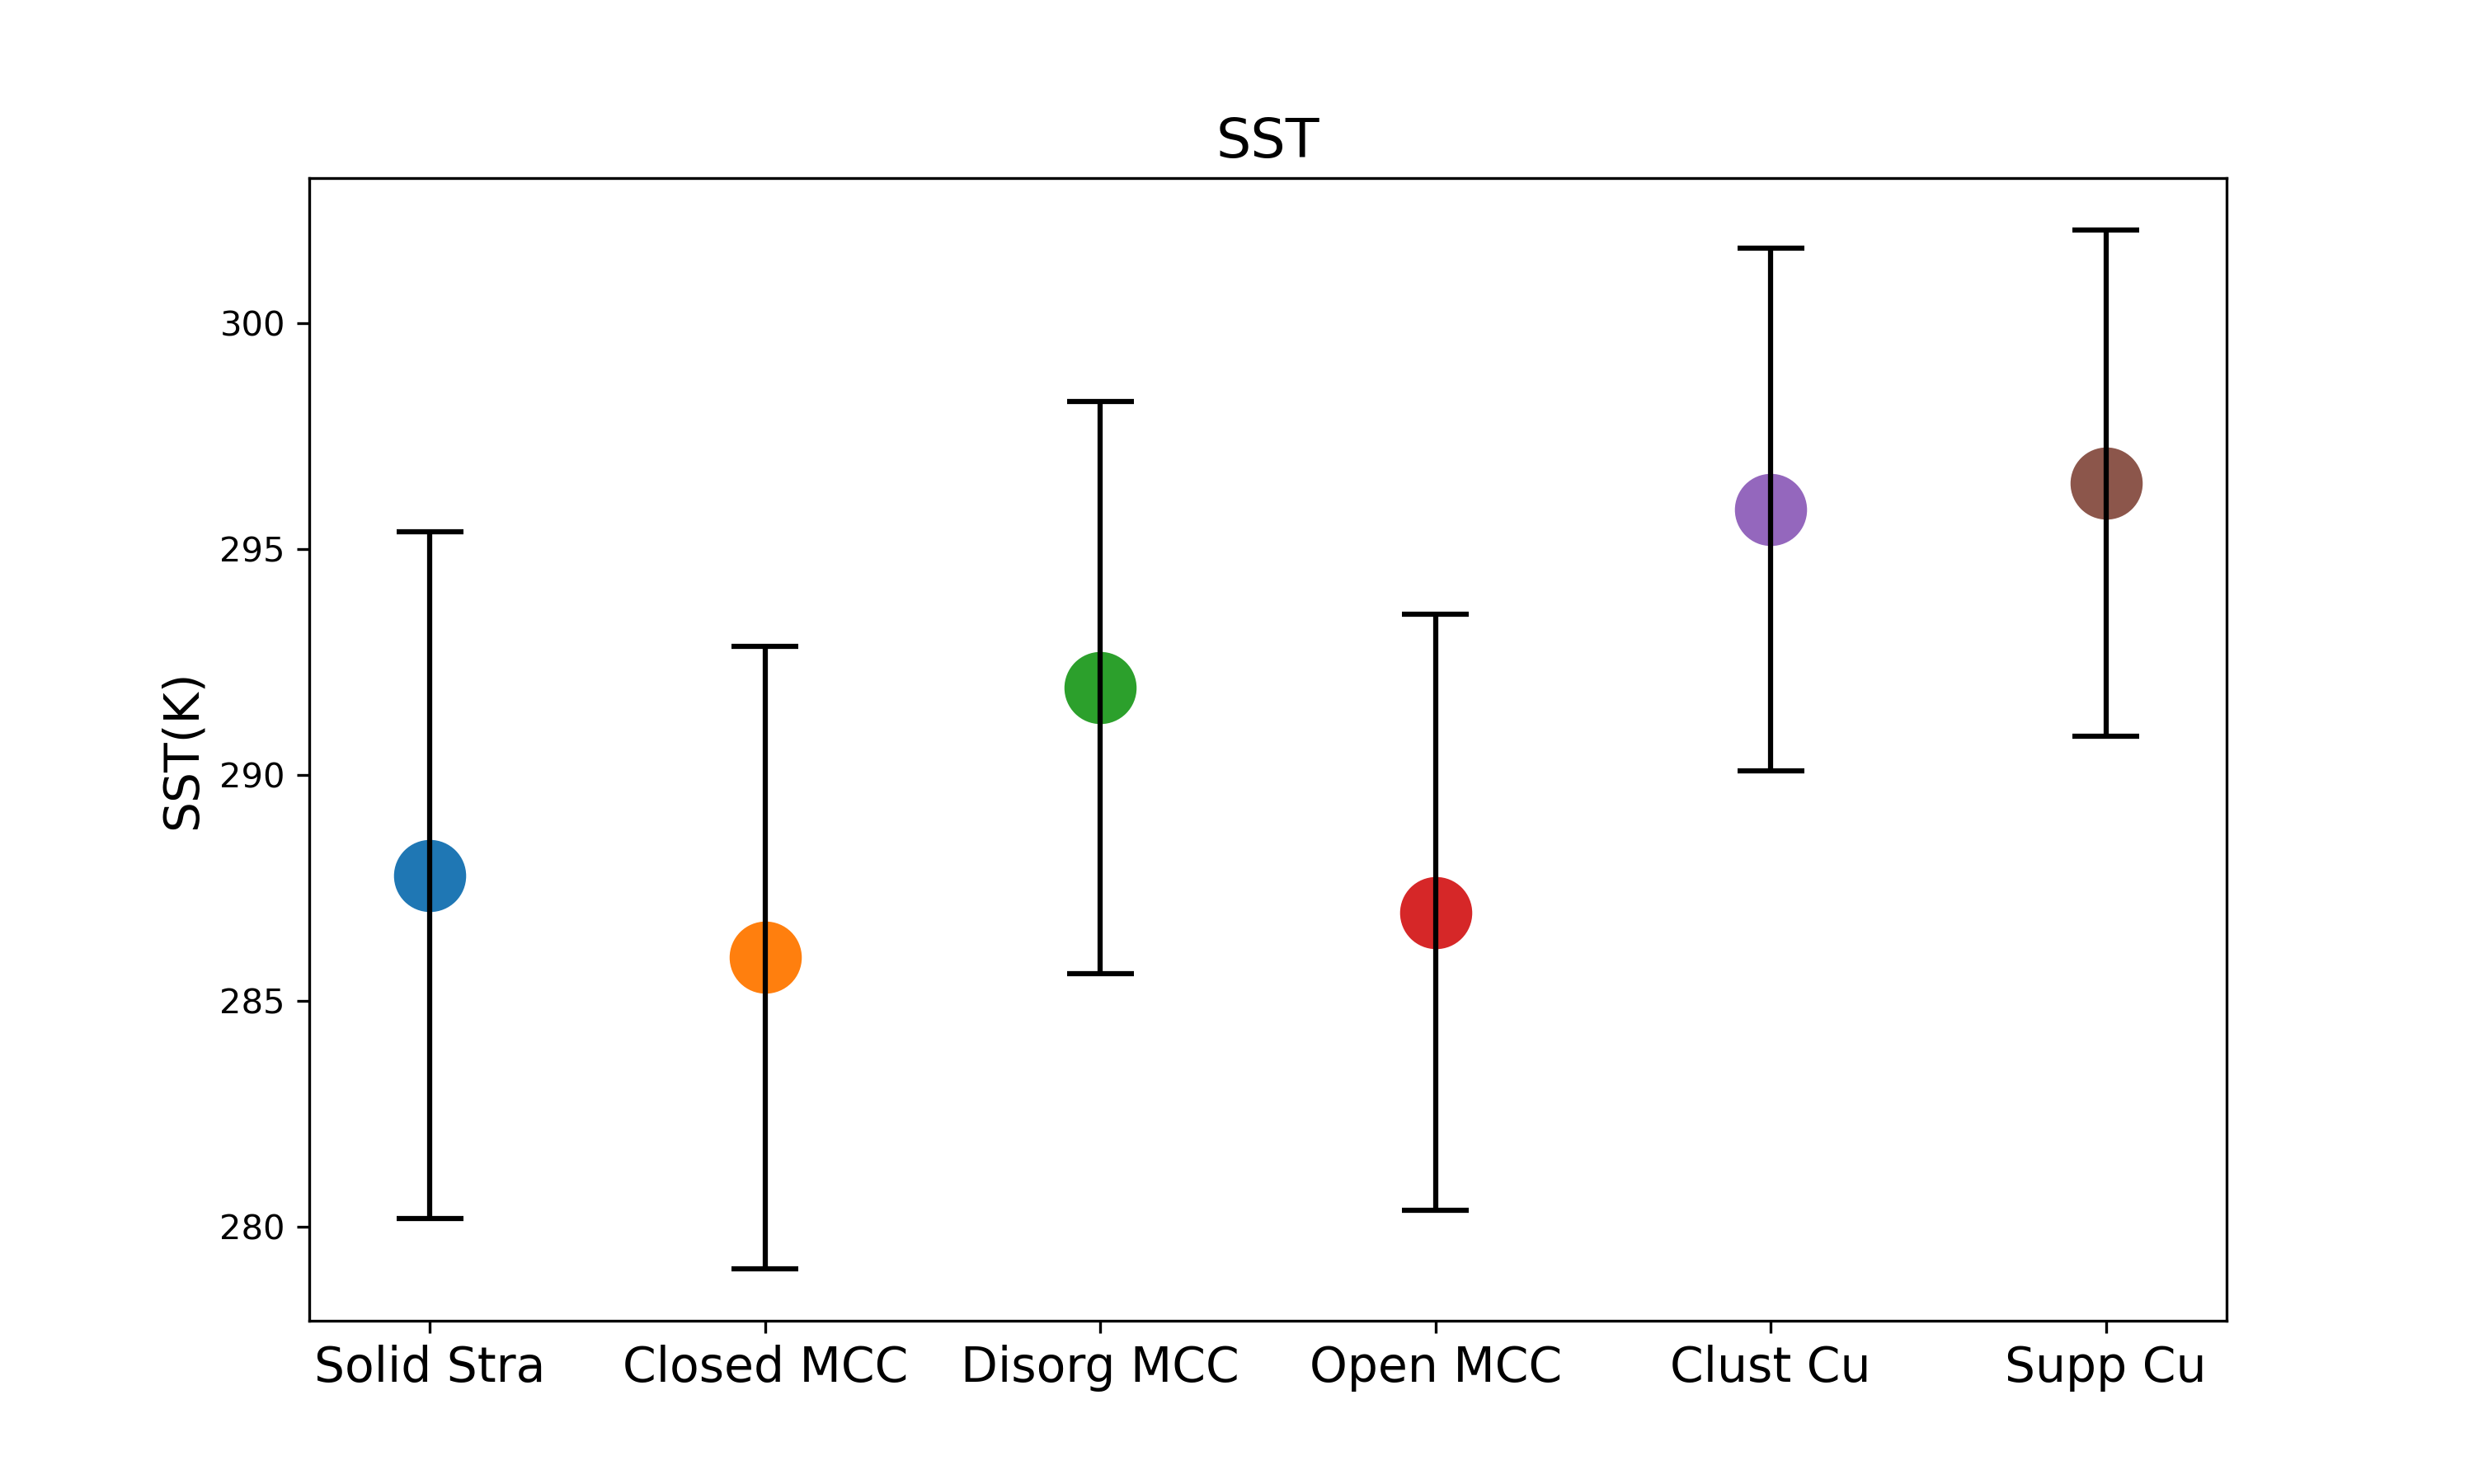 SST
SST(K)
300
295
290
285
280
Solid Stra Closed MCC Disorg MCC Open MCC Clust Cu Supp Cu